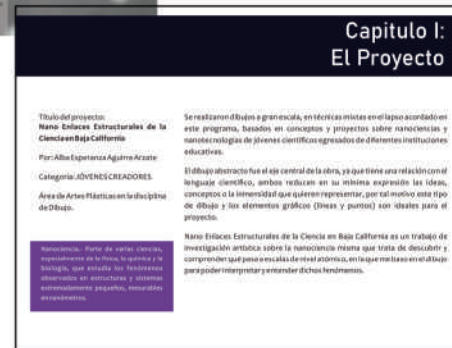 Capitulo I:
El Proyecto
Título del proyecto:
Nano Enlaces Estructurales de la
Ciencia en Baja California
Por: Alba Esperanza Aguirre Arzate
Categoría: JÓVENES CREADORES.
Área de Artes Plásticas en la disciplina
de Dibujo.
Nanociencia.- Parte de varias ciencias,
especialmente de la física, la química y la
biología, que estudia los fenómenos
observados en estructuras y sistemas
extremadamente pequeños, mesurables
en nanómetros.
Se realizaron dibujos a gran escala, en técnicas mixtas en el lapso acordado en
este programa, basados en conceptos y proyectos sobre nanociencias y
nanotecnologías de jóvenes científicos egresados de diferentes instituciones
educativas.
El dibujo abstracto fue el eje central de la obra, ya que tiene una relación con el
lenguaje científico, ambos reducen en su mínima expresión las ideas,
conceptos o la inmensidad que quieren representar, por tal motivo este tipo
de dibujo y los elementos gráficos (líneas y puntos) son ideales para el
proyecto.
Nano Enlaces Estructurales de la Ciencia en Baja California es un trabajo de
investigación artística sobre la nanociencia misma que trata de descubrir y
comprender qué pasa a escalas de nivel atómico, en la que me baso en el dibujo
para poder interpretar y entender dichos fenómenos.